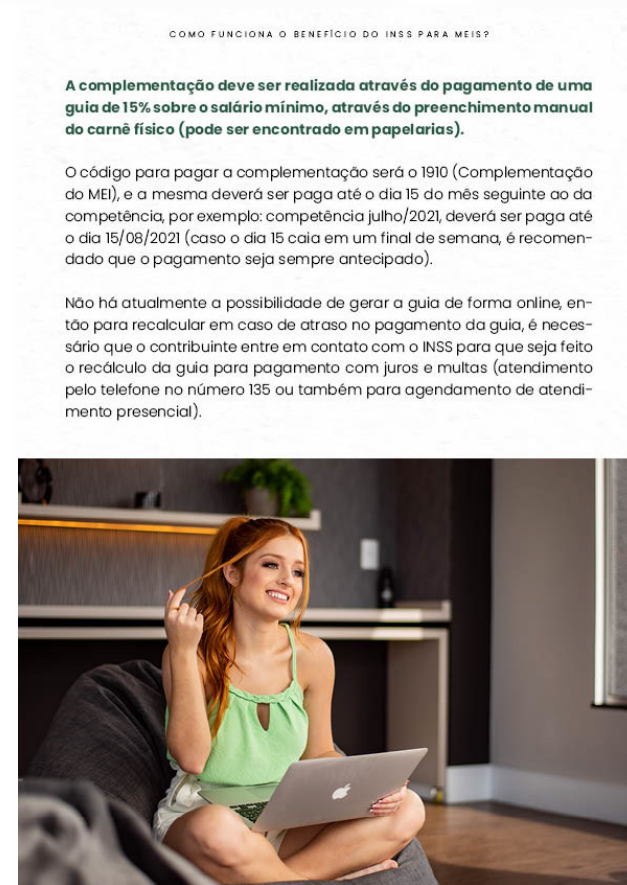 COMO FUNCIONA O BENEFÍCIO DO INSS PARA MEIS?
A complementação deve ser realizada através do pagamento de uma
guia de 15% sobre o salário mínimo, através do preenchimento manual
do carnê físico (pode ser encontrado em papelarias).
O código para pagar a complementação será o 1910 (Complementação
do MEI), e a mesma deverá ser paga até o dia 15 do mês seguinte ao da
competência, por exemplo: competência julho/2021, deverá ser paga até
o dia 15/08/2021 (caso o dia 15 caia em um final de semana, é recomen-
dado que o pagamento seja sempre antecipado).
Não há atualmente a possibilidade de gerar a guia de forma online, en-
tão para recalcular em caso de atraso no pagamento da guia, é neces-
sário que o contribuinte entre em contato com o INSS para que seja feito
o recálculo da guia para pagamento com juros e multas (atendimento
pelo telefone no número 135 ou também para agendamento de atendi-
mento presencial).